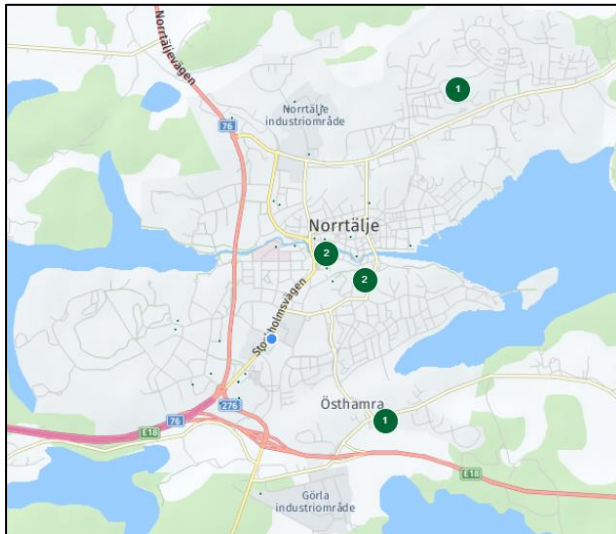 Norrtäljevägen
1
Norrtälje
industriområde
76
Norrtälje
2
2
Stockholmsvägen
276
Östhamra
1
76
E18
E18
Görla
industriområde